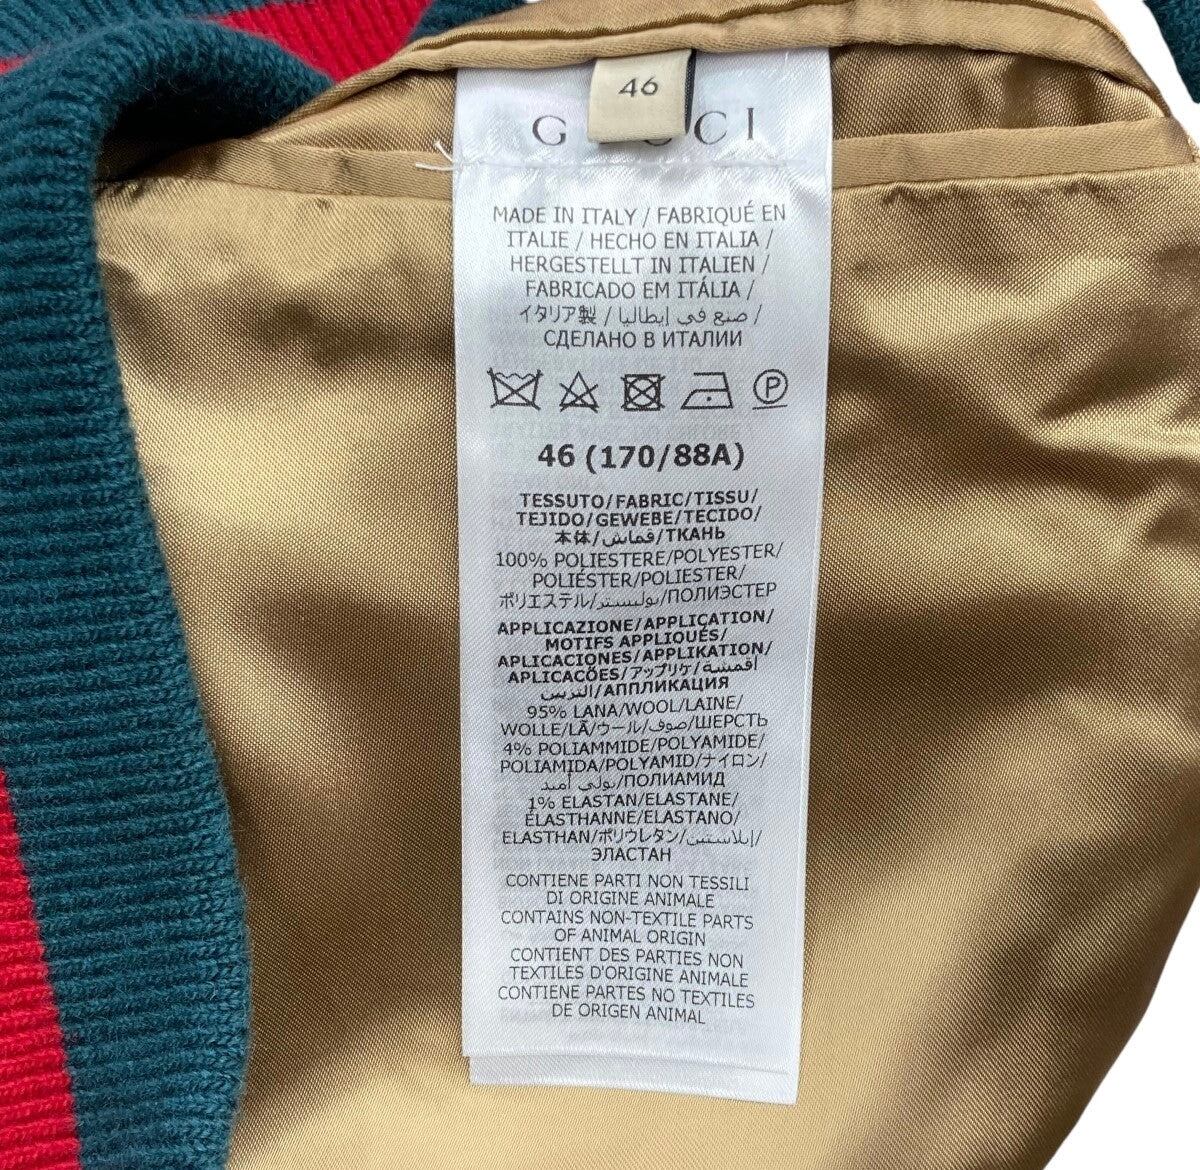 46
G CCI
MADE IN ITALY / FABRIQUÉ EN
ITALIE / HECHO EN ITALIA /
HERGESTELLT IN ITALIEN /
FABRICADO EM ITÁLIA /
イタリア製 / صنع في إيطاليا /
СДЕЛАНО В ИТАЛИИ
P
46 (170/88A)
TESSUTO/FABRIC/TISSU/
TEJIDO/GEWEBE/TECIDO/
本体/قماش/ТКАНЬ
100% POLIESTERE/POLYESTER/
POLIÉSTER/POLIESTER/
ポリエステル/بوليستر/ПОЛИЭСТЕР
APPLICAZIONE/APPLICATION/
MOTIFS APPLIQUÉS/
APLICACIONES/APPLIKATION/
APLICACÕES/アップリケ/أقمشة
التزيين/АППЛИКАЦИЯ
95% LANA/WOOL/LAINE/
WOLLE/LÃ/ウール/صوف/ШЕРСТЬ
4% POLIAMMIDE/POLYAMIDE/
POLIAMIDA/POLYAMID/ナイロン/
بولي أميد/ПОЛИАМИД
1% ELASTAN/ELASTANE/
ÉLASTHANNE/ELASTANO/
ELASTHAN/ポリウレタン/إيلاستين/
ЭЛАСТАН
CONTIENE PARTI NON TESSILI
DI ORIGINE ANIMALE
CONTAINS NON-TEXTILE PARTS
OF ANIMAL ORIGIN
CONTIENT DES PARTIES NON
TEXTILES D'ORIGINE ANIMALE
CONTIENE PARTES NO TEXTILES
DE ORIGEN ANIMAL